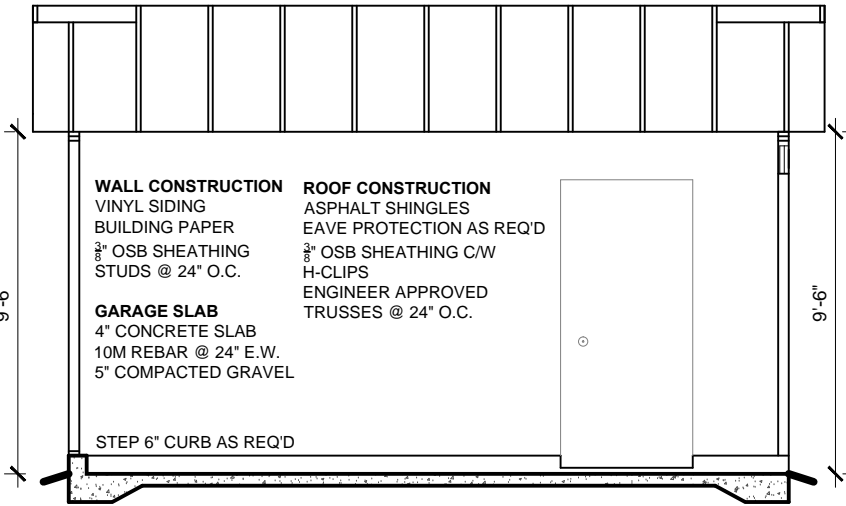 WALL CONSTRUCTION
VINYL SIDING
BUILDING PAPER
3/8" OSB SHEATHING
STUDS @ 24" O.C.
GARAGE SLAB
4" CONCRETE SLAB
10M REBAR @ 24" E.W.
5" COMPACTED GRAVEL
STEP 6" CURB AS REQ'D
ROOF CONSTRUCTION
ASPHALT SHINGLES
EAVE PROTECTION AS REQ'D
3/8" OSB SHEATHING C/W
H-CLIPS
ENGINEER APPROVED
TRUSSES @ 24" O.C.
9'-6
9'-6"